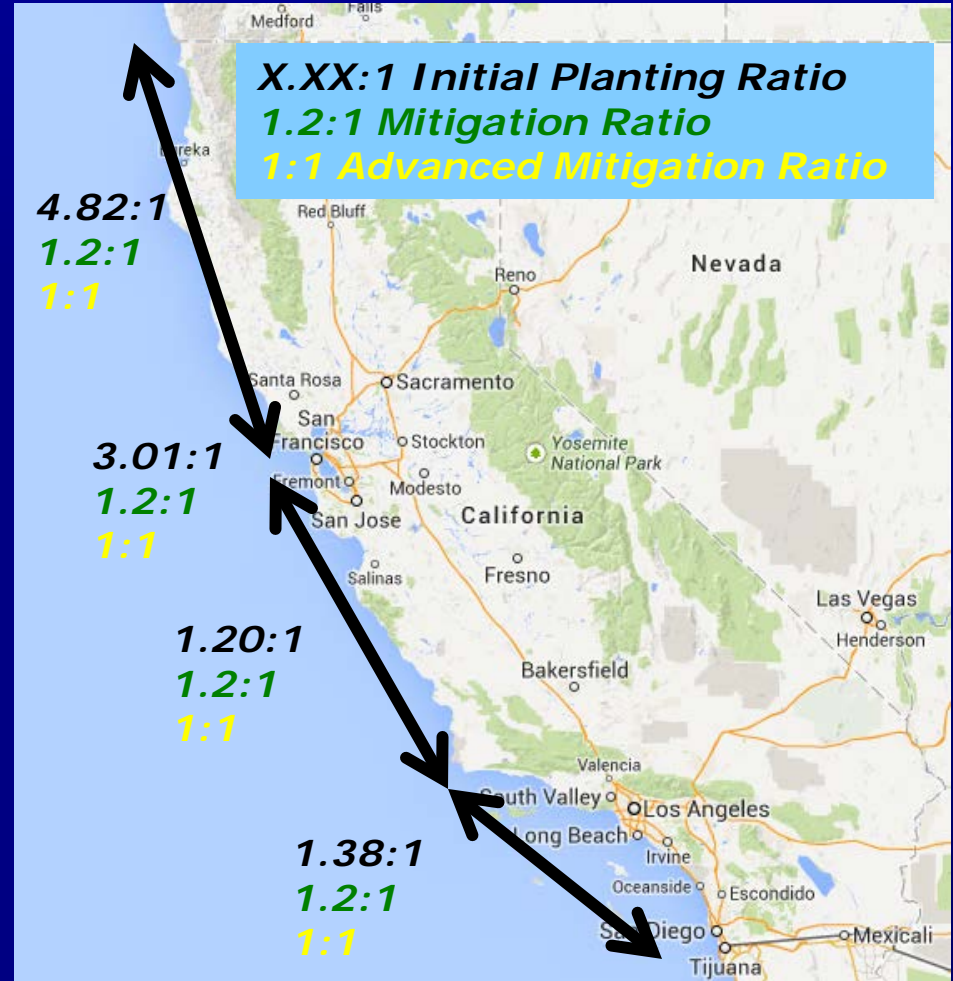 Falls
Medford
X.XX:1 Initial Planting Ratio
1.2:1 Mitigation Ratio
1:1 Advanced Mitigation Ratio
4.82:1
1.2:1
1:1
Red Bluff
Reno
Nevada
Santa Rosa
Sacramento
San
Francisco
Stockton
Yosemite
National Park
3.01:1
1.2:1
1:1
Fremont
Modesto
San Jose
California
Salinas
Fresno
Las Vegas
Henderson
1.20:1
1.2:1
1:1
Bakersfield
Valencia
South Valley
Los Angeles
Long Beach
Irvine
1.38:1
1.2:1
1:1
Oceanside
Escondido
San Diego
Mexicali
Tijuana